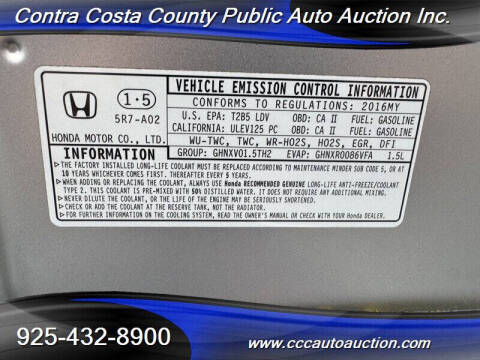 Contra Costa County Public Auto Auction Inc.
1·5
5R7-A02
HONDA MOTOR CO., LTD.
VEHICLE EMISSION CONTROL INFORMATION
CONFORMS TO REGULATIONS: 2016MY
U.S. EPA: T2B5 LDV OBD: CA II FUEL: GASOLINE
CALIFORNIA: ULEV125 PC OBD: CA II FUEL: GASOLINE
WU-TWC, TWC, WR-HO2S, HO2S, EGR, DFI
GROUP: GHNXV01.5TH2 EVAP: GHNXR0086VFA 1.5L
INFORMATION
▷THE FACTORY INSTALLED LONG-LIFE COOLANT MUST BE REPLACED ACCORDING TO MAINTENANCE MINDER SUB CODE 5, OR AT
10 YEARS WHICHEVER COMES FIRST. THEREAFTER EVERY 5 YEARS.
▷WHEN ADDING OR REPLACING THE COOLANT, ALWAYS USE Honda RECOMMENDED GENUINE LONG-LIFE ANTI-FREEZE/COOLANT
TYPE 2. THIS COOLANT IS PRE-MIXED WITH 50% DISTILLED WATER. IT DOES NOT REQUIRE ANY ADDITIONAL MIXING.
▷NEVER DILUTE THE COOLANT, OR THE LIFE OF THE ENGINE MAY BE SERIOUSLY SHORTENED.
▷CHECK OR ADD THE COOLANT AT THE RESERVE TANK, NOT THE RADIATOR.
▷FOR FURTHER INFORMATION ON THE COOLING SYSTEM, READ THE OWNER'S MANUAL OR CHECK WITH YOUR Honda DEALER.
925-432-8900
www.cccautoauction.com